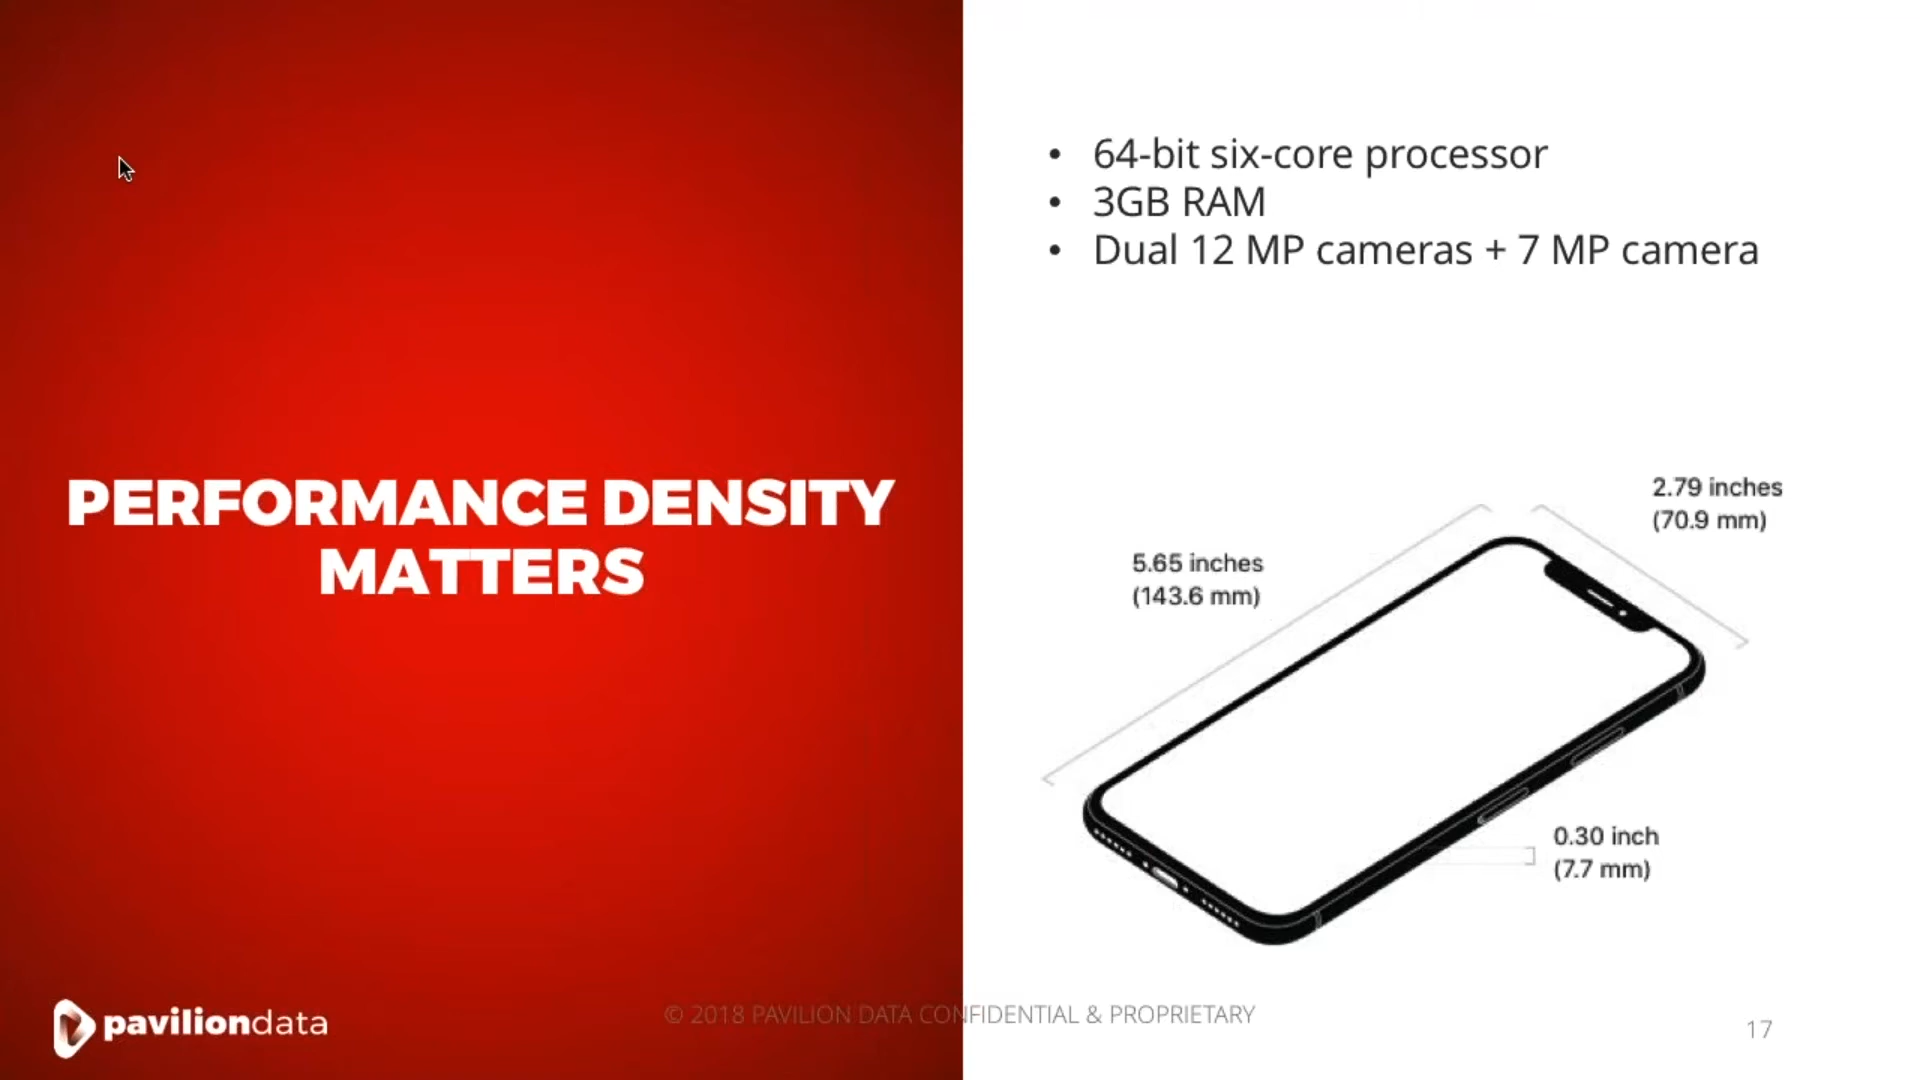 PERFORMANCE DENSITY
MATTERS
• 64-bit six-core processor
• 3GB RAM
• Dual 12 MP cameras + 7 MP camera
2.79 inches
(70.9 mm)
5.65 inches
(143.6 mm)
0.30 inch
(7.7 mm)
paviliondata
© 2018 PAVILION DATA CONFIDENTIAL & PROPRIETARY
17